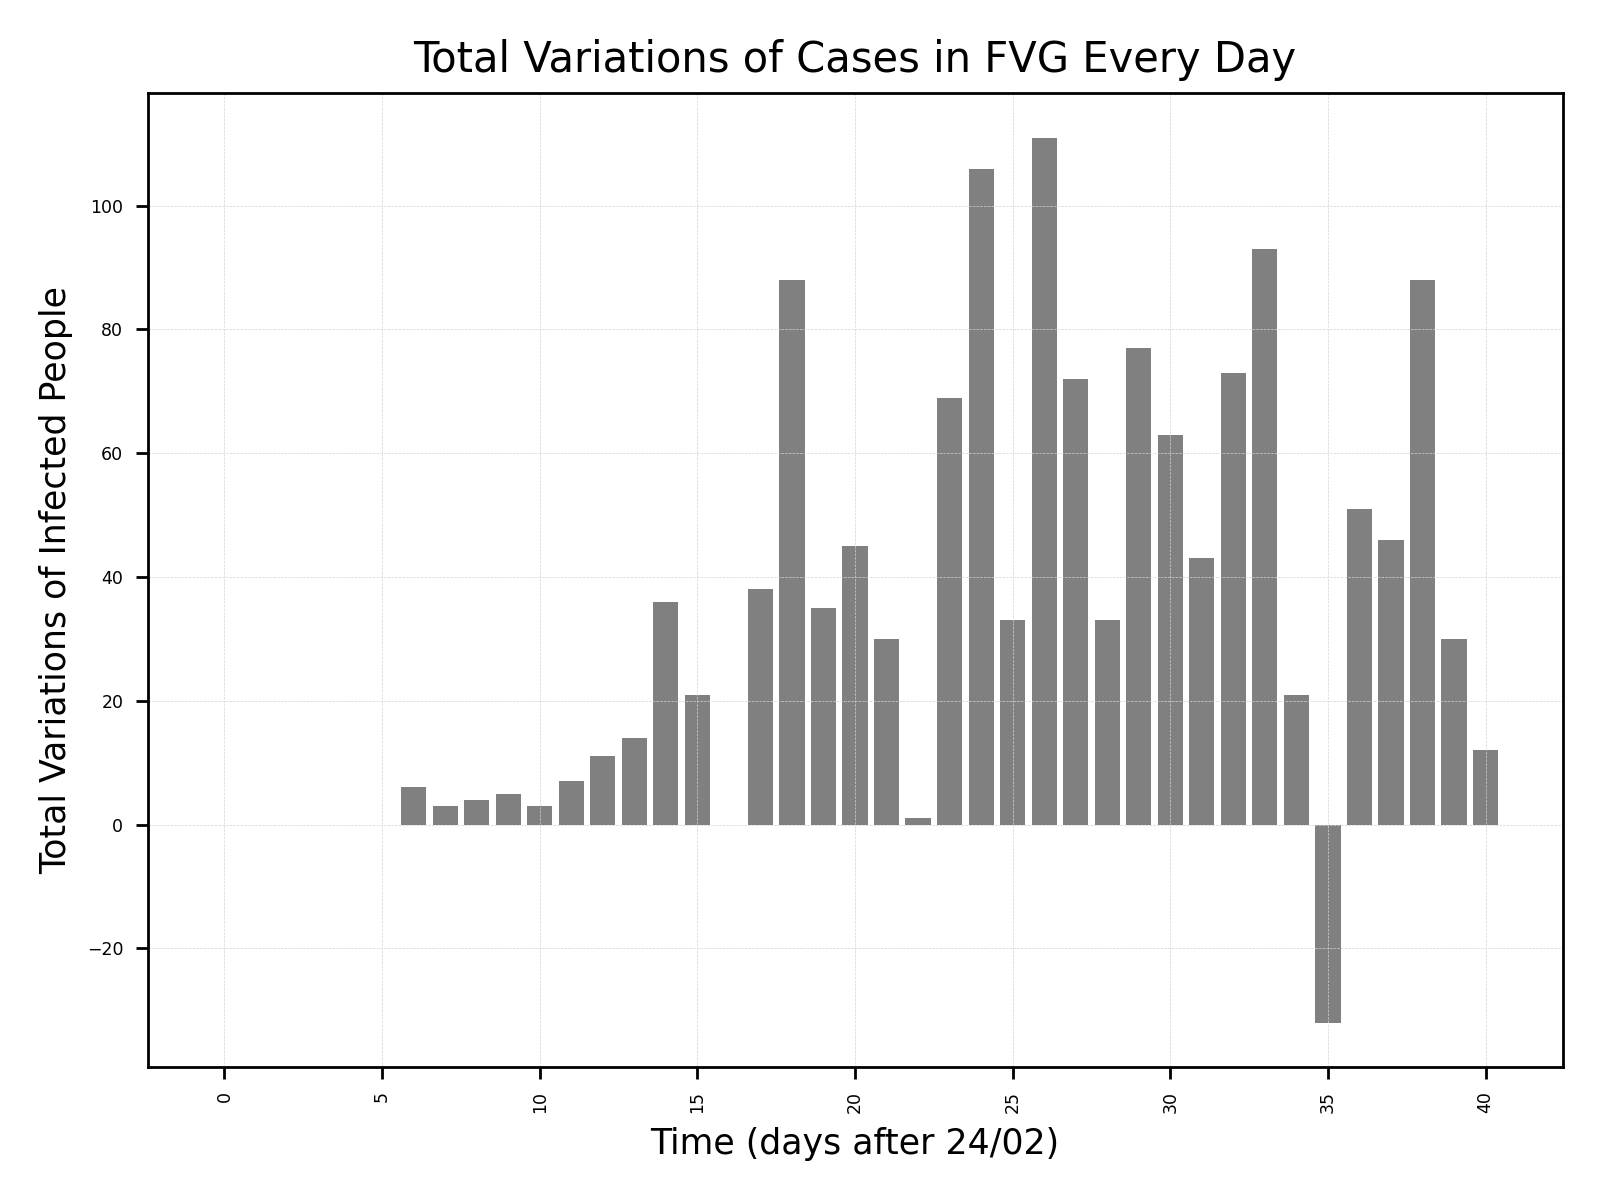 Total Variations of Cases in FVG Every Day
Total Variations of Infected People
100
80
60
40
20
0
−20
0 5 10 15 20 25 30 35 40
Time (days after 24/02)